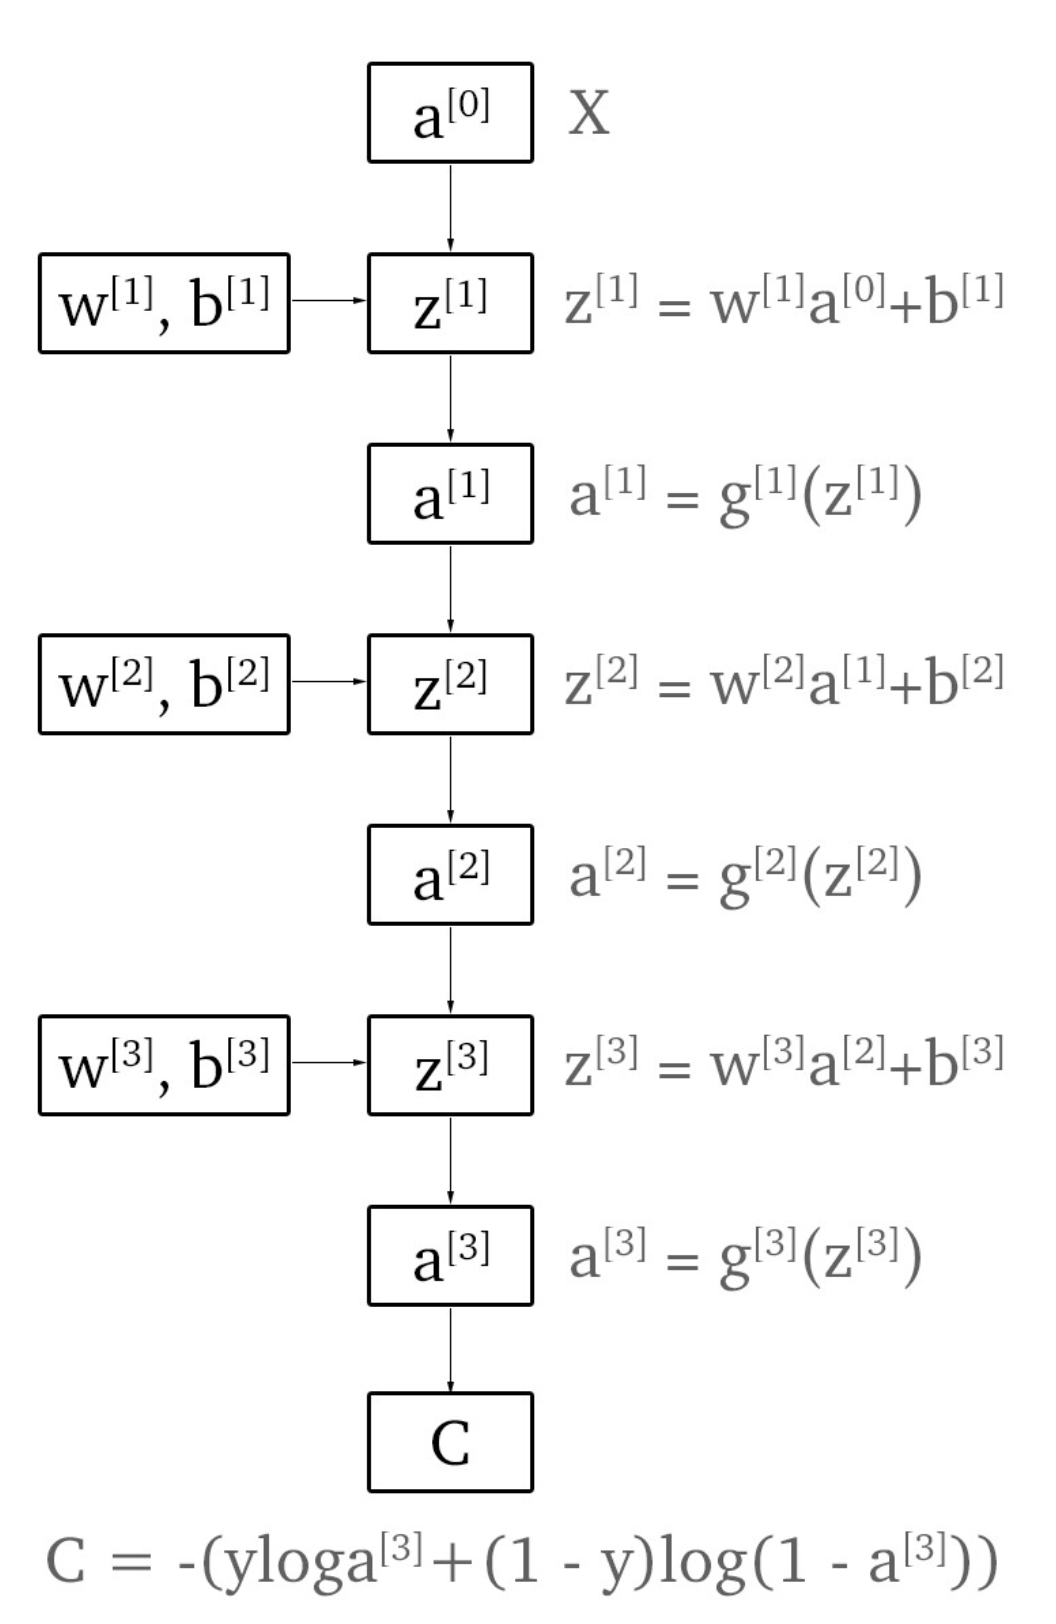 a^[0] X
w^[1], b^[1] z^[1] z^[1] = w^[1]a^[0]+b^[1]
a^[1] a^[1] = g^[1](z^[1])
w^[2], b^[2] z^[2] z^[2] = w^[2]a^[1]+b^[2]
a^[2] a^[2] = g^[2](z^[2])
w^[3], b^[3] z^[3] z^[3] = w^[3]a^[2]+b^[3]
a^[3] a^[3] = g^[3](z^[3])
C
C = -(yloga^[3]+(1 - y)log(1 - a^[3]))